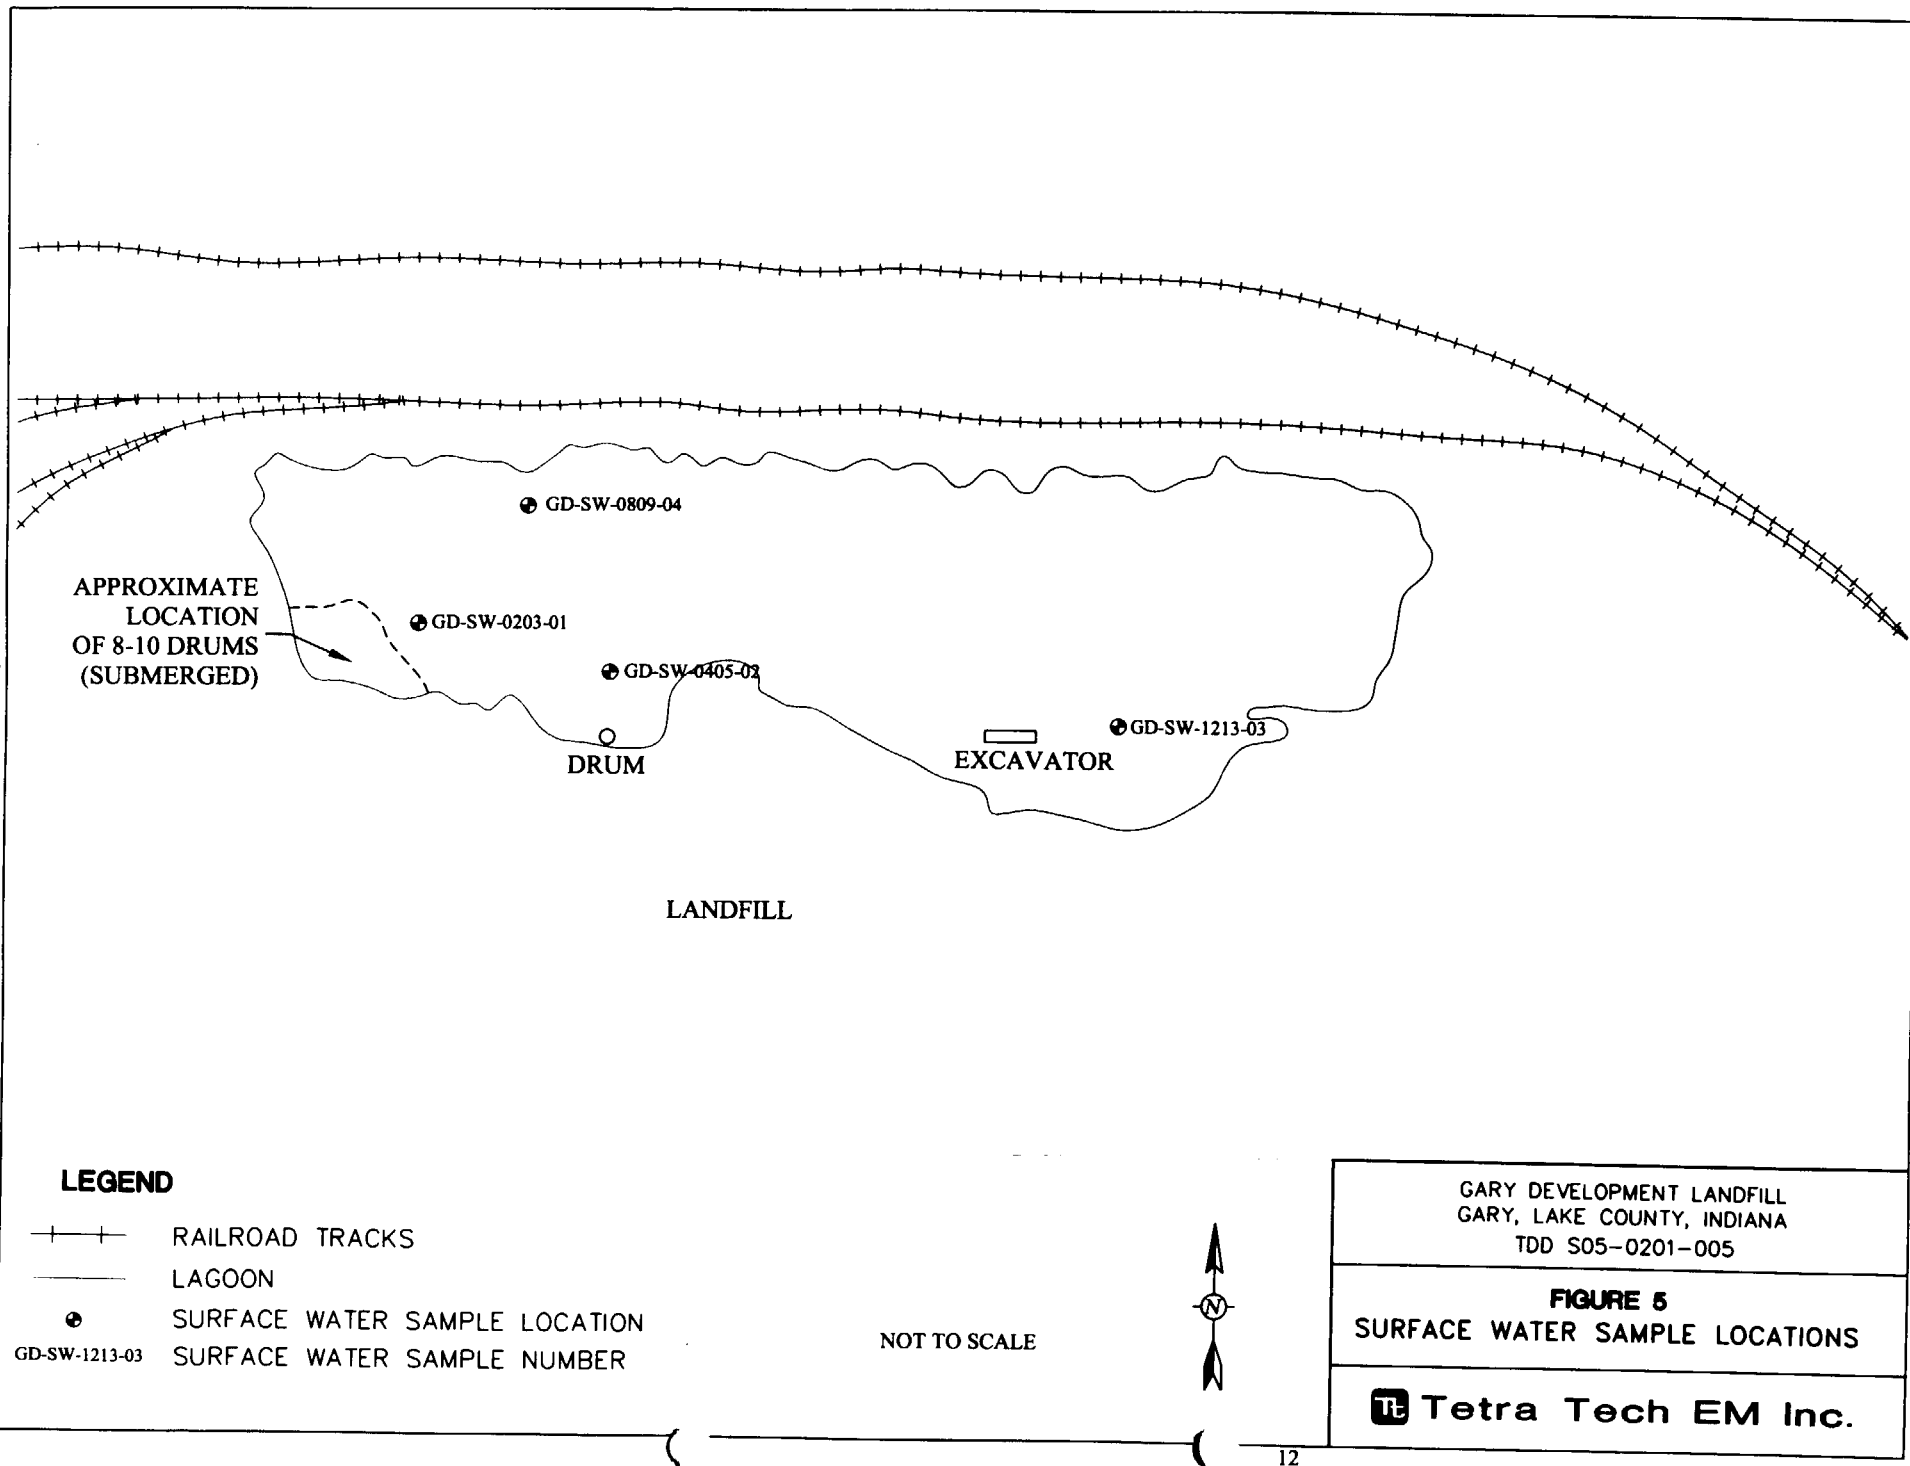 GD-SW-0809-04
APPROXIMATE
LOCATION
OF 8-10 DRUMS
(SUBMERGED)
GD-SW-0203-01
GD-SW-0405-02
DRUM
EXCAVATOR
GD-SW-1213-03
LANDFILL
LEGEND
RAILROAD TRACKS
LAGOON
SURFACE WATER SAMPLE LOCATION
GD-SW-1213-03 SURFACE WATER SAMPLE NUMBER
NOT TO SCALE
N
GARY DEVELOPMENT LANDFILL
GARY, LAKE COUNTY, INDIANA
TDD S05-0201-005
FIGURE 5
SURFACE WATER SAMPLE LOCATIONS
Tt Tetra Tech EM Inc.
12